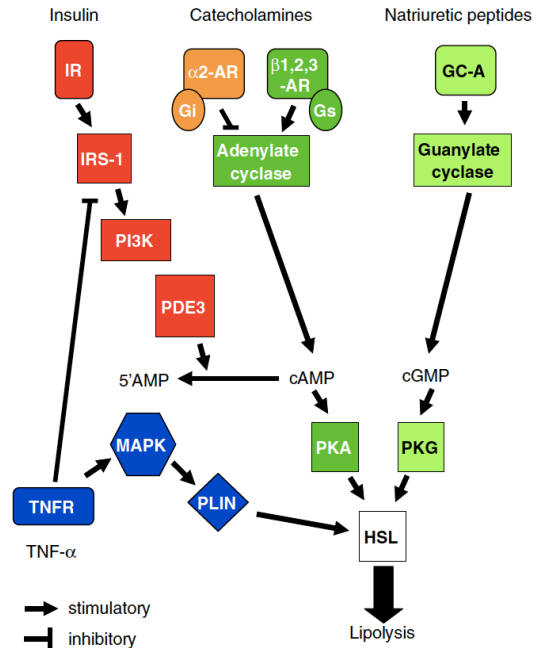 Insulin
Catecholamines
Natriuretic peptides
IR
α2-AR
Gi
β1,2,3
-AR
Gs
GC-A
IRS-1
Adenylate
cyclase
Guanylate
cyclase
PI3K
PDE3
5'AMP
cAMP
cGMP
MAPK
PKA
PKG
TNFR
PLIN
HSL
TNF-α
stimulatory
inhibitory
Lipolysis